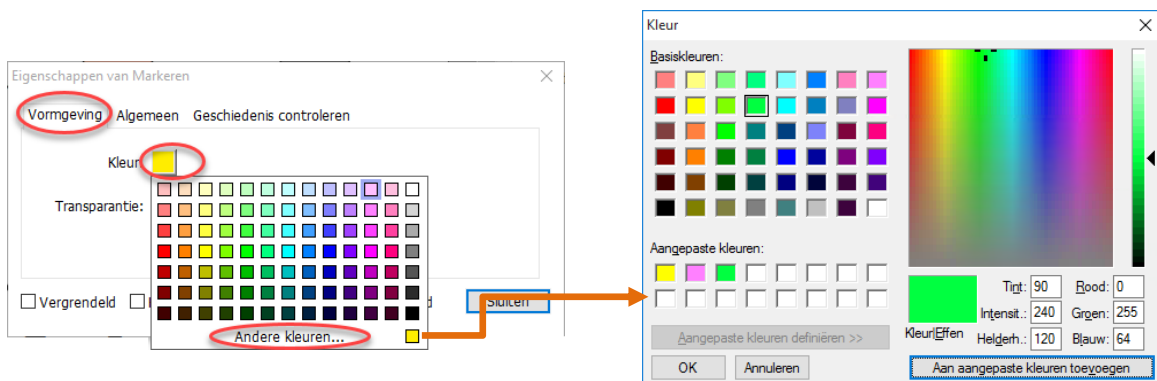 Eigenschappen van Markeren
Vormgeving Algemeen Geschiedenis controleren
Kleur
Transparantie:
Vergrendeld
Sluiten
Andere kleuren...
Kleur
Basiskleuren:
Aangepaste kleuren:
Aangepaste kleuren definiëren >>
OK Annuleren
Kleur|Effen
Tint: 90 Rood: 0
Intensit.: 240 Groen: 255
Helderh.: 120 Blauw: 64
Aan aangepaste kleuren toevoegen